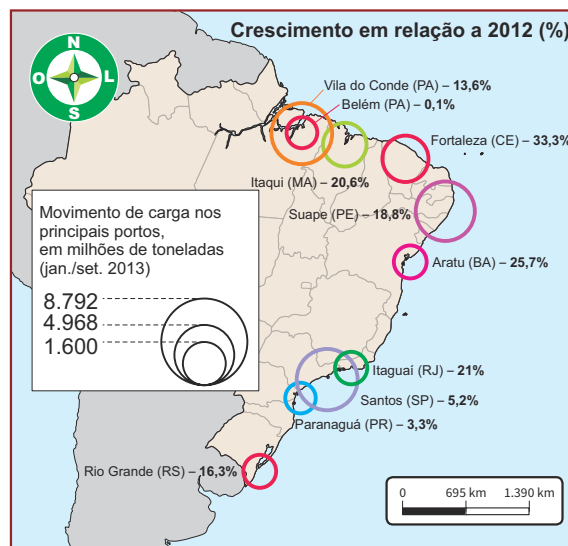 Crescimento em relação a 2012 (%)
N
O
L
S
Vila do Conde (PA) – 13,6%
Belém (PA) – 0,1%
Fortaleza (CE) – 33,3%
Itaqui (MA) – 20,6%
Suape (PE) – 18,8%
Aratu (BA) – 25,7%
Movimento de carga nos
principais portos,
em milhões de toneladas
(jan./set. 2013)
8.792
4.968
1.600
Itaguaí (RJ) – 21%
Santos (SP) – 5,2%
Paranaguá (PR) – 3,3%
Rio Grande (RS) – 16,3%
0 695 km 1.390 km